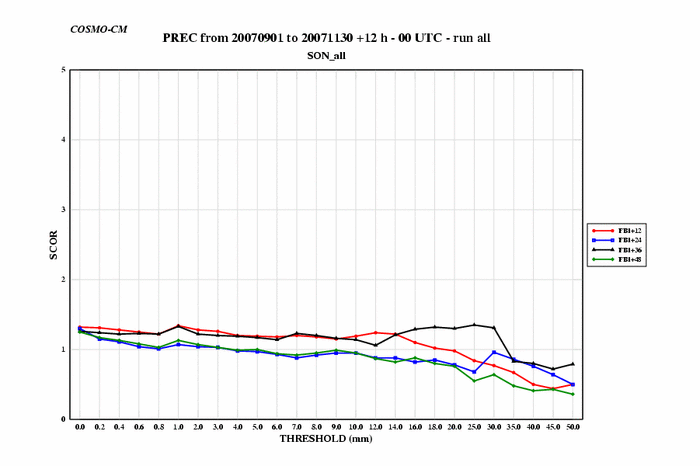 COSMO-CM
PREC from 20070901 to 20071130 +12 h - 00 UTC - run all
SON_all
5
4
3
2
1
0
SCOR
0.0 0.2 0.4 0.6 0.8 1.0 2.0 3.0 4.0 5.0 6.0 7.0 8.0 9.0 10.0 12.0 14.0 16.0 18.0 20.0 25.0 30.0 35.0 40.0 45.0 50.0
THRESHOLD (mm)
FBI+12
FBI+24
FBI+36
FBI+48